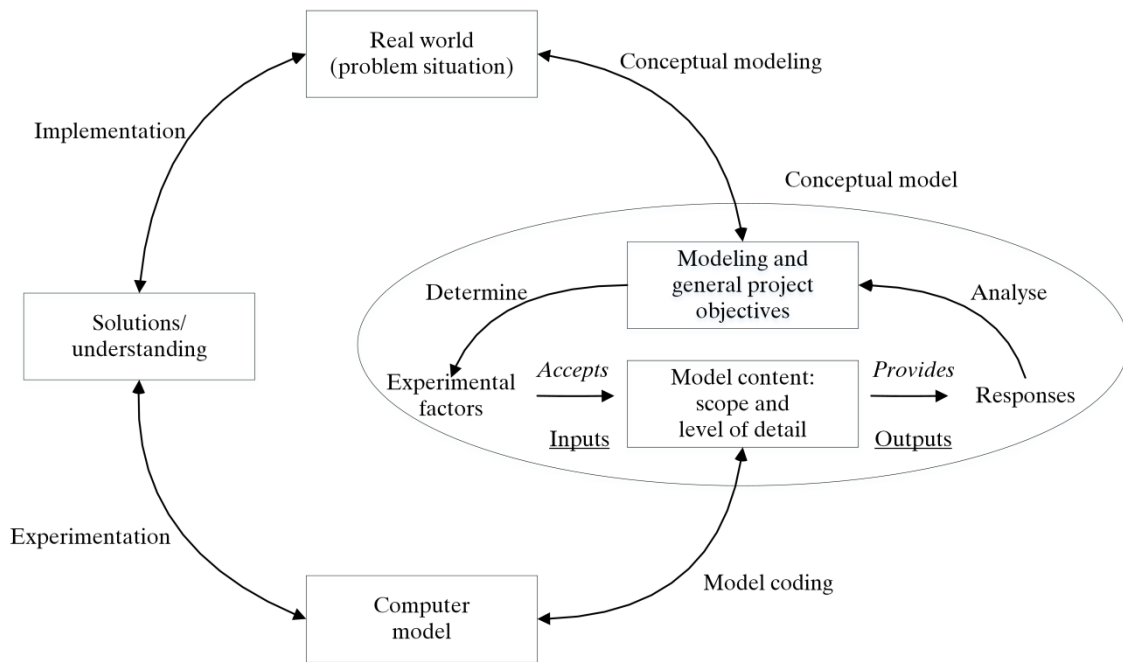 Real world
(problem situation)
Conceptual modeling
Implementation
Conceptual model
Modeling and
general project
objectives
Determine
Analyse
Solutions/
understanding
Experimental
factors
Accepts
Inputs
Model content:
scope and
level of detail
Provides
Outputs
Responses
Experimentation
Model coding
Computer
model